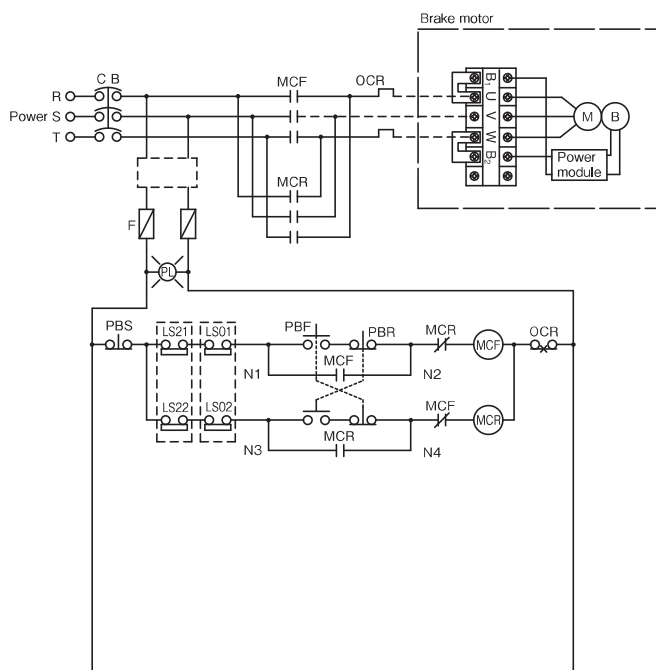 Brake motor
C B
MCF
OCR
R
Power S
T
B1
U
V
W
B2
M
B
Power
module
MCR
F
PL
PBS
LS21
LS01
PBF
PBR
MCR
MCF
OCR
N1
MCF
N2
LS22
LS02
MCF
MCR
N3
MCR
N4